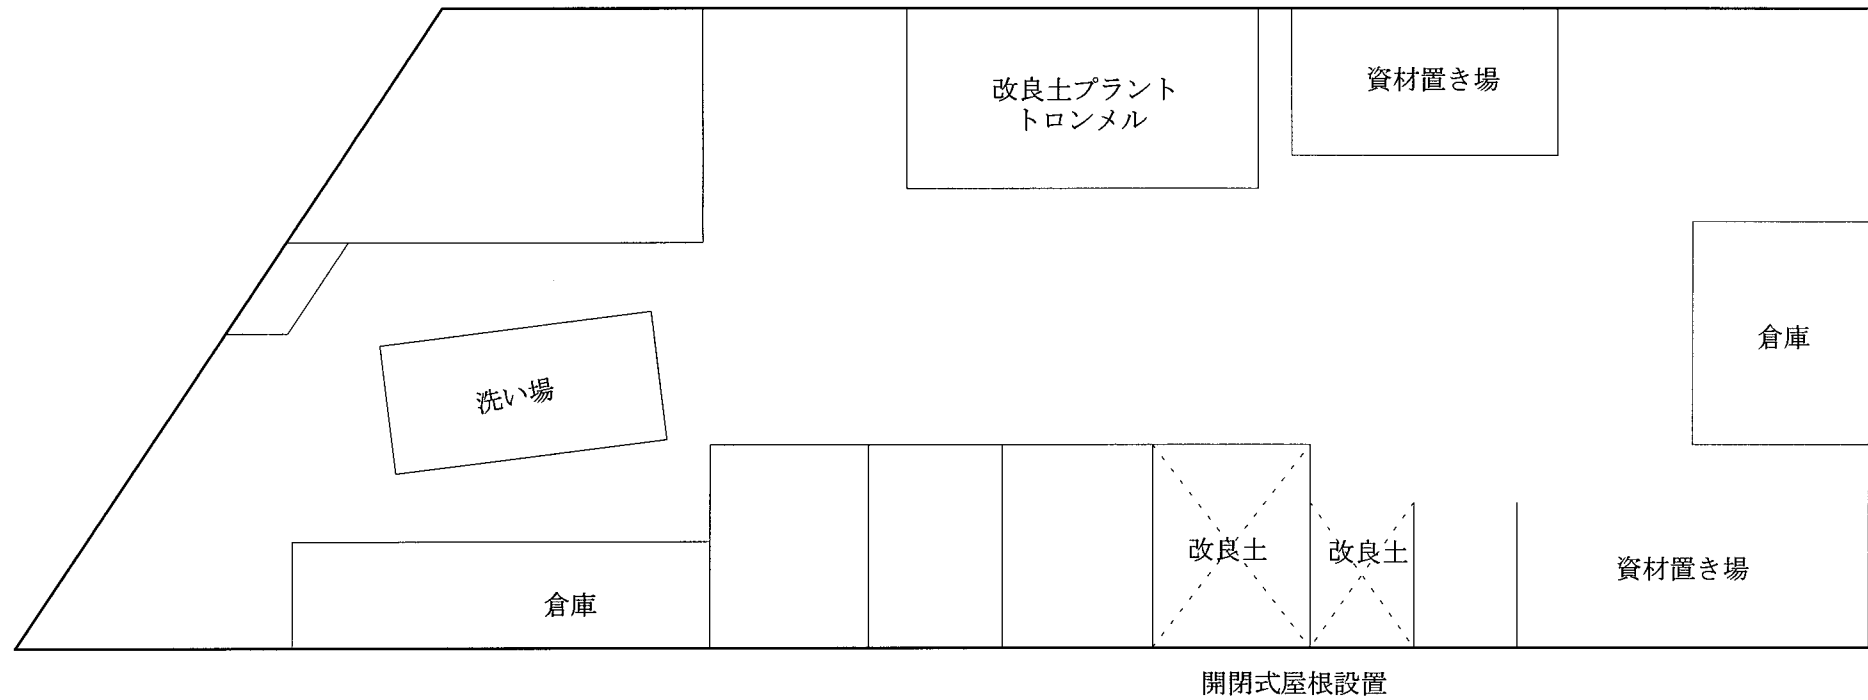 改良土プラント
トロンメル
資材置き場
倉庫
洗い場
改良土
改良土
資材置き場
倉庫
開閉式屋根設置